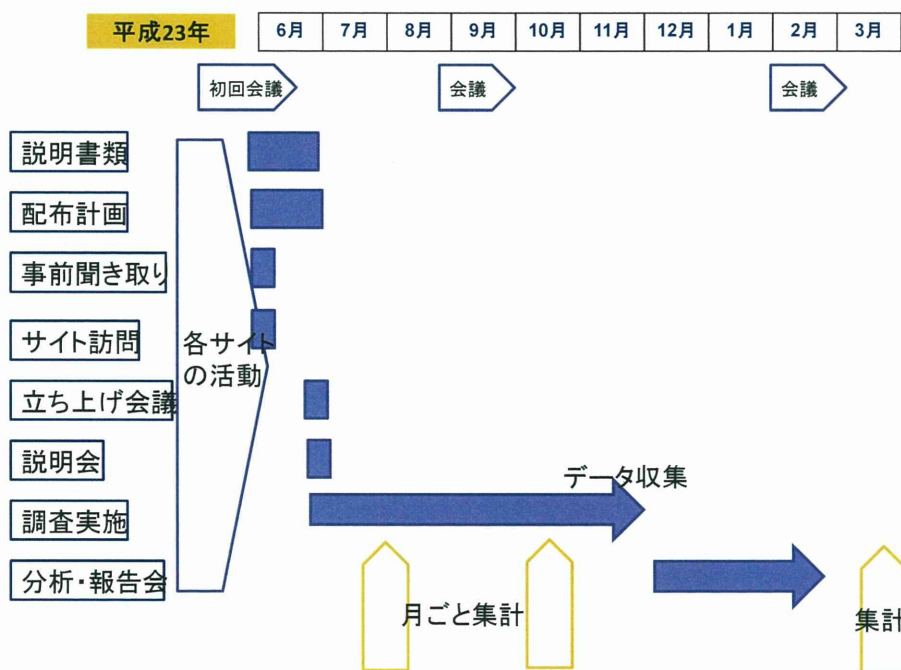 平成23年 6月 7月 8月 9月 10月 11月 12月 1月 2月 3月
初回会議 会議 会議
説明書類
配布計画
事前聞き取り
サイト訪問
各サイト
の活動
立ち上げ会議
説明会
データ収集
調査実施
分析・報告会
月ごと集計
集計